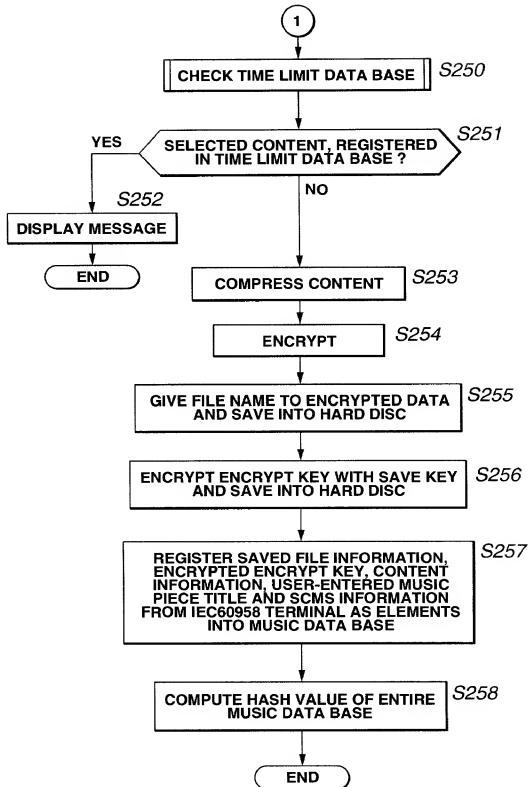 1
CHECK TIME LIMIT DATA BASE
S250
SELECTED CONTENT, REGISTERED
IN TIME LIMIT DATA BASE ?
S251
YES
NO
S252
DISPLAY MESSAGE
END
COMPRESS CONTENT
S253
ENCRYPT
S254
GIVE FILE NAME TO ENCRYPTED DATA
AND SAVE INTO HARD DISC
S255
ENCRYPT ENCRYPT KEY WITH SAVE KEY
AND SAVE INTO HARD DISC
S256
REGISTER SAVED FILE INFORMATION,
ENCRYPTED ENCRYPT KEY, CONTENT
INFORMATION, USER-ENTERED MUSIC
PIECE TITLE AND SCMS INFORMATION
FROM IEC60958 TERMINAL AS ELEMENTS
INTO MUSIC DATA BASE
S257
COMPUTE HASH VALUE OF ENTIRE
MUSIC DATA BASE
S258
END